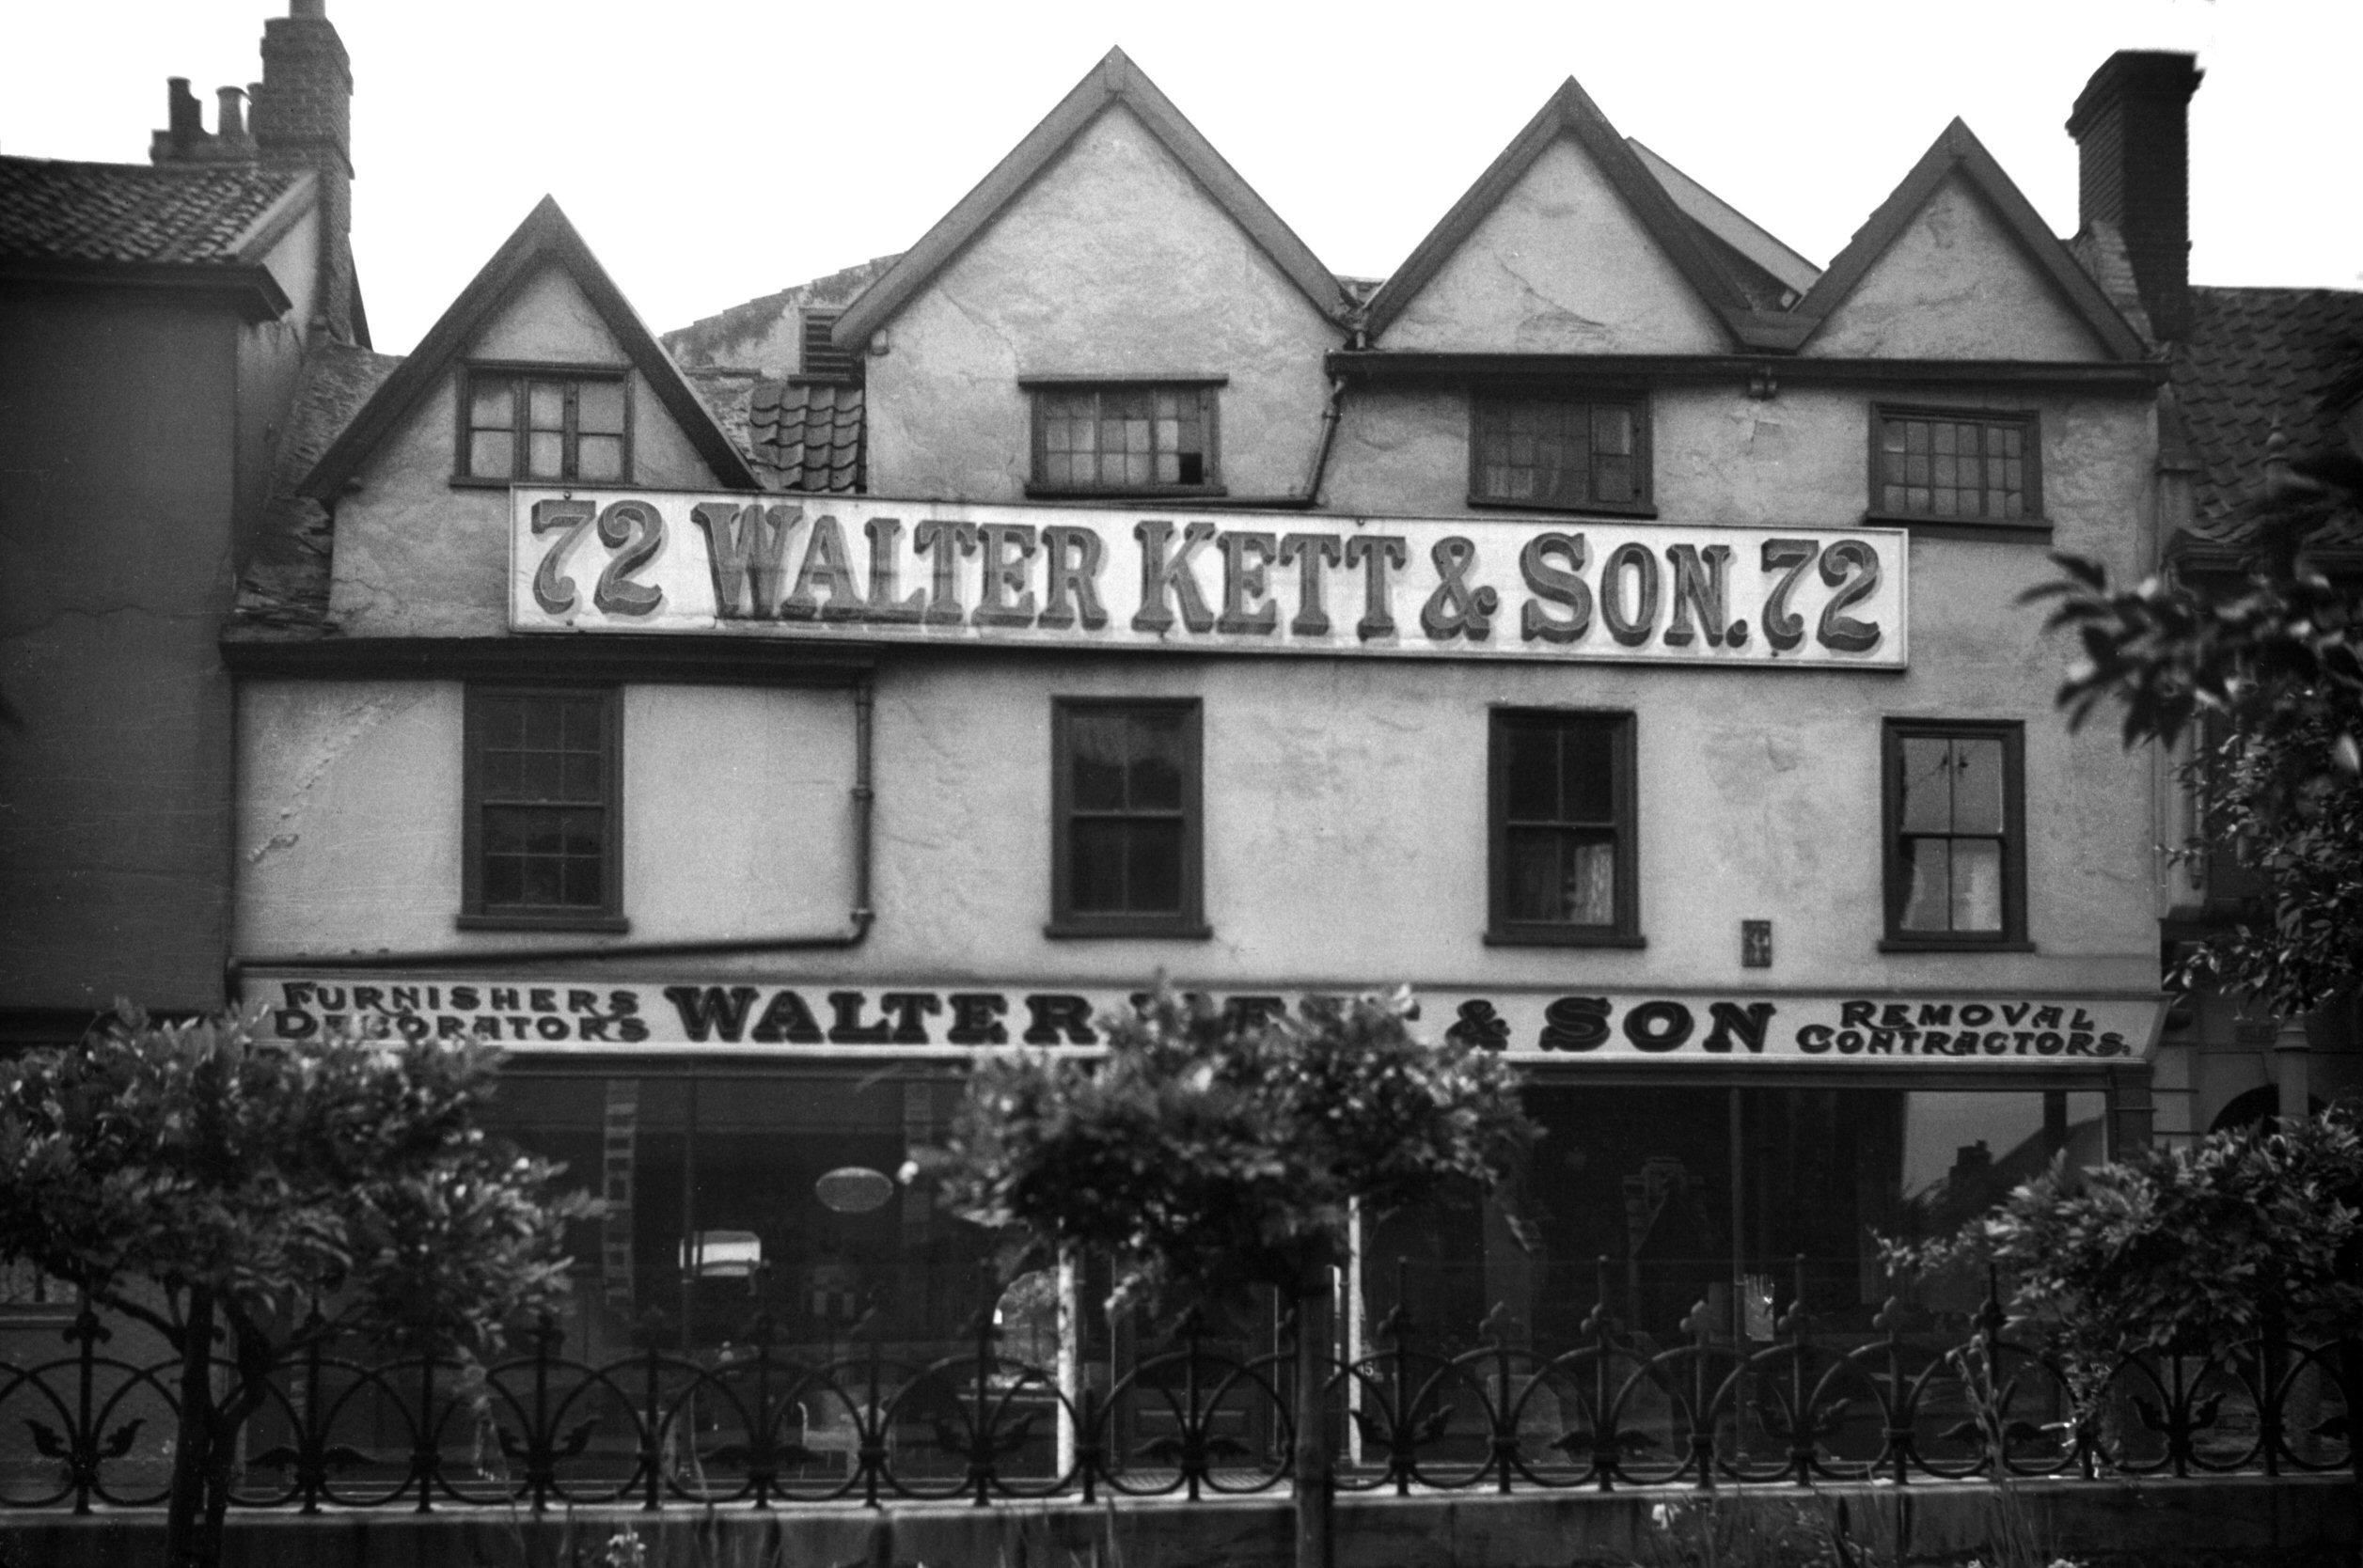 72 WALTER KETT & SON. 72
FURNISHERS
DECORATORS
WALTER & SON
REMOVAL
CONTRACTORS.